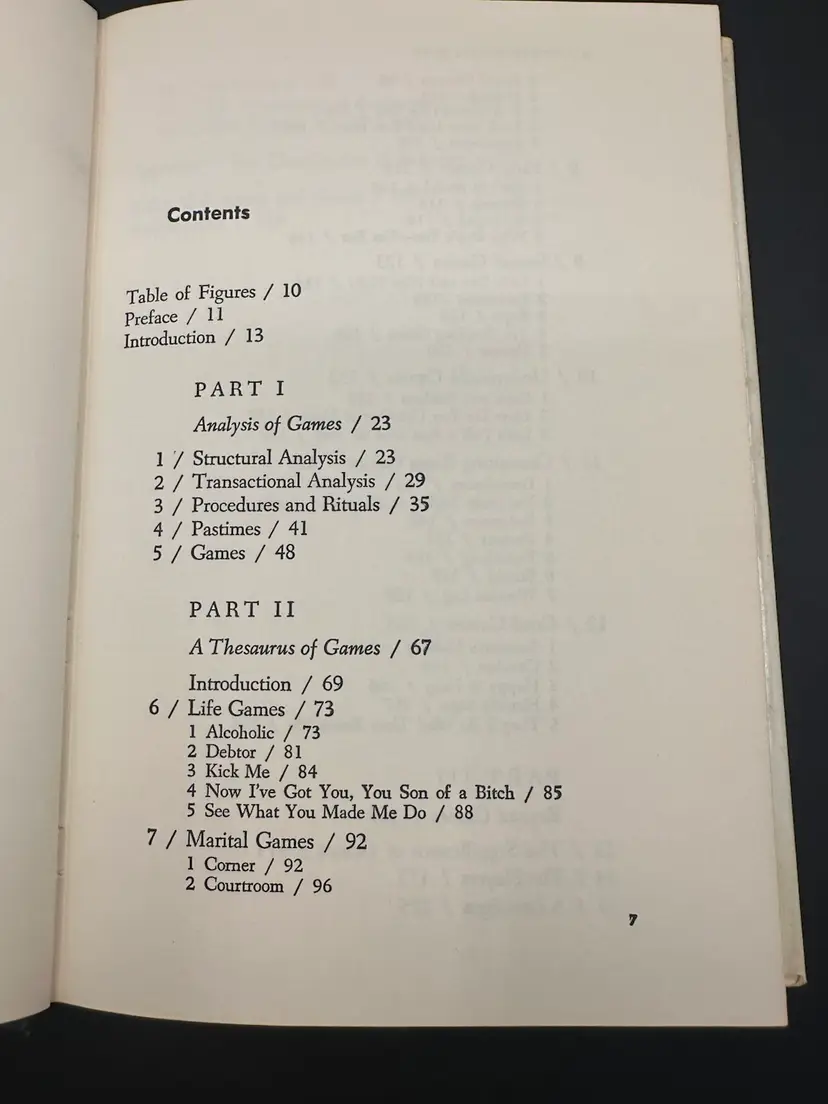 Contents
Table of Figures / 10
Preface / 11
Introduction / 13
PART I
Analysis of Games / 23
1 / Structural Analysis / 23
2 / Transactional Analysis / 29
3 / Procedures and Rituals / 35
4 / Pastimes / 41
5 / Games / 48
PART II
A Thesaurus of Games / 67
Introduction / 69
6 / Life Games / 73
1 Alcoholic / 73
2 Debtor / 81
3 Kick Me / 84
4 Now I've Got You, You Son of a Bitch / 85
5 See What You Made Me Do / 88
7 / Marital Games / 92
1 Corner / 92
2 Courtroom / 96
7